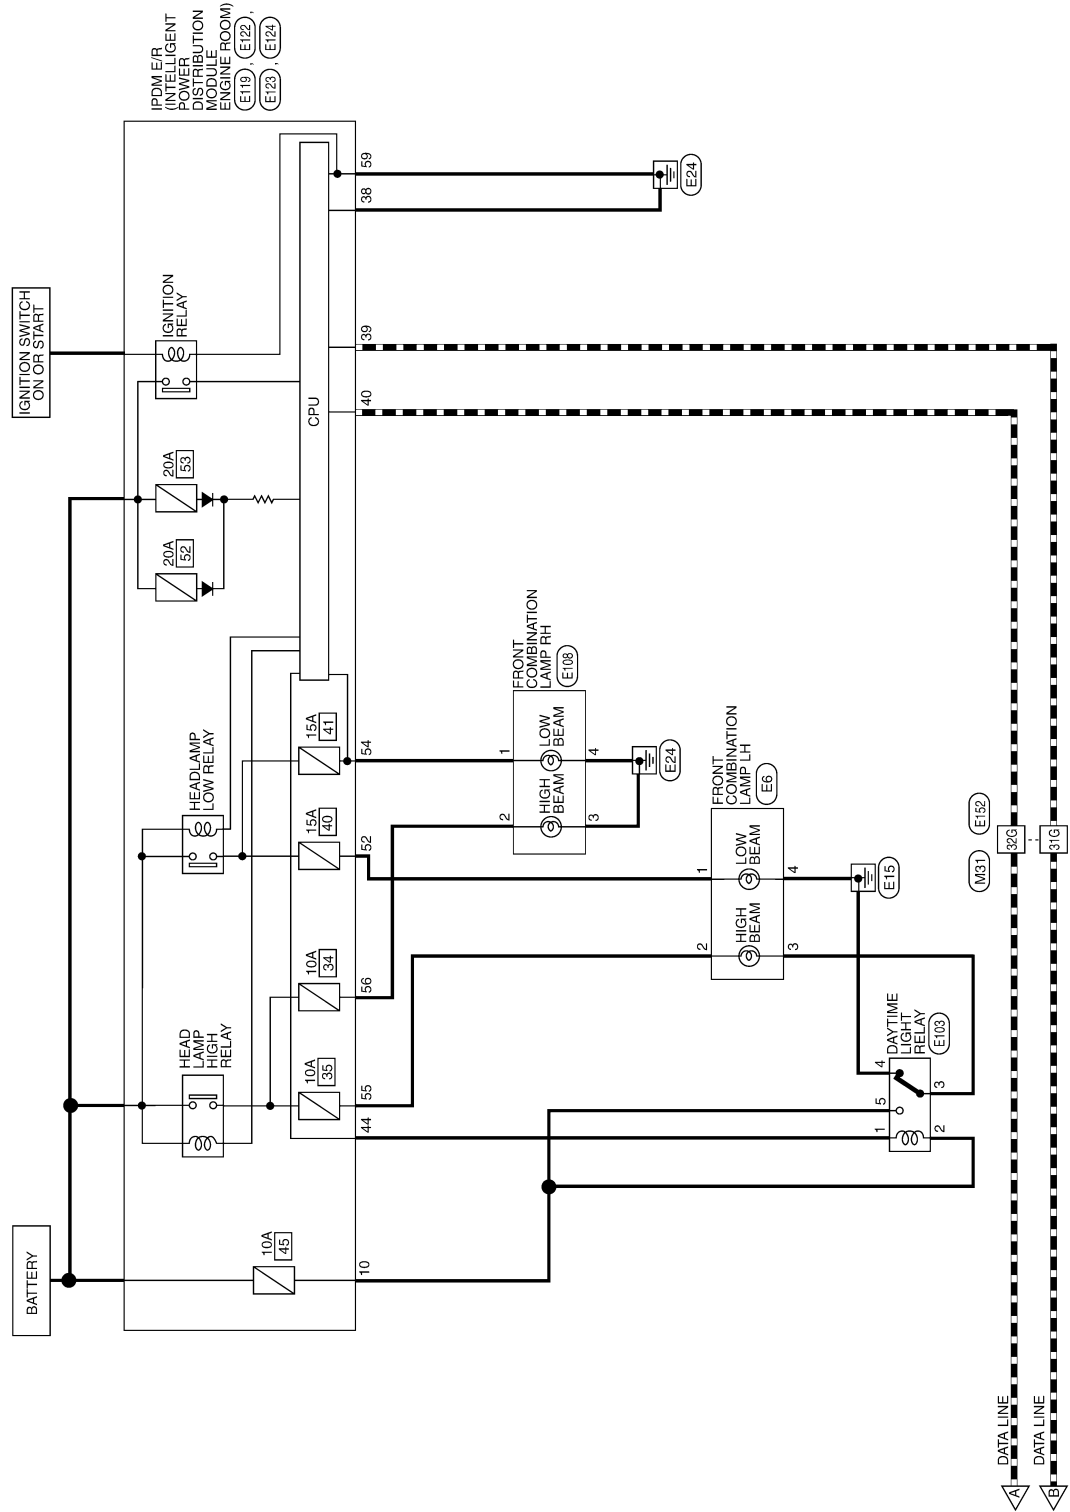 BATTERY
IGNITION SWITCH
ON OR START
IPDM E/R
(INTELLIGENT
POWER
DISTRIBUTION
MODULE
ENGINE ROOM)
E119 , E122 ,
E123 , E124
10A
45
HEAD
LAMP
HIGH
RELAY
HEADLAMP
LOW RELAY
20A
52
20A
53
IGNITION
RELAY
10A
35
10A
34
15A
40
15A
41
CPU
10
44
55
56
52
54
40
39
38
59
FRONT
COMBINATION
LAMP RH
E108
2
1
HIGH
BEAM
LOW
BEAM
3
4
E24
E24
FRONT
COMBINATION
LAMP LH
E6
2
1
HIGH
BEAM
LOW
BEAM
3
4
E15
DAYTIME
LIGHT
RELAY
E103
1
5
4
2
3
M31
E152
DATA LINE
A
32G
DATA LINE
B
31G